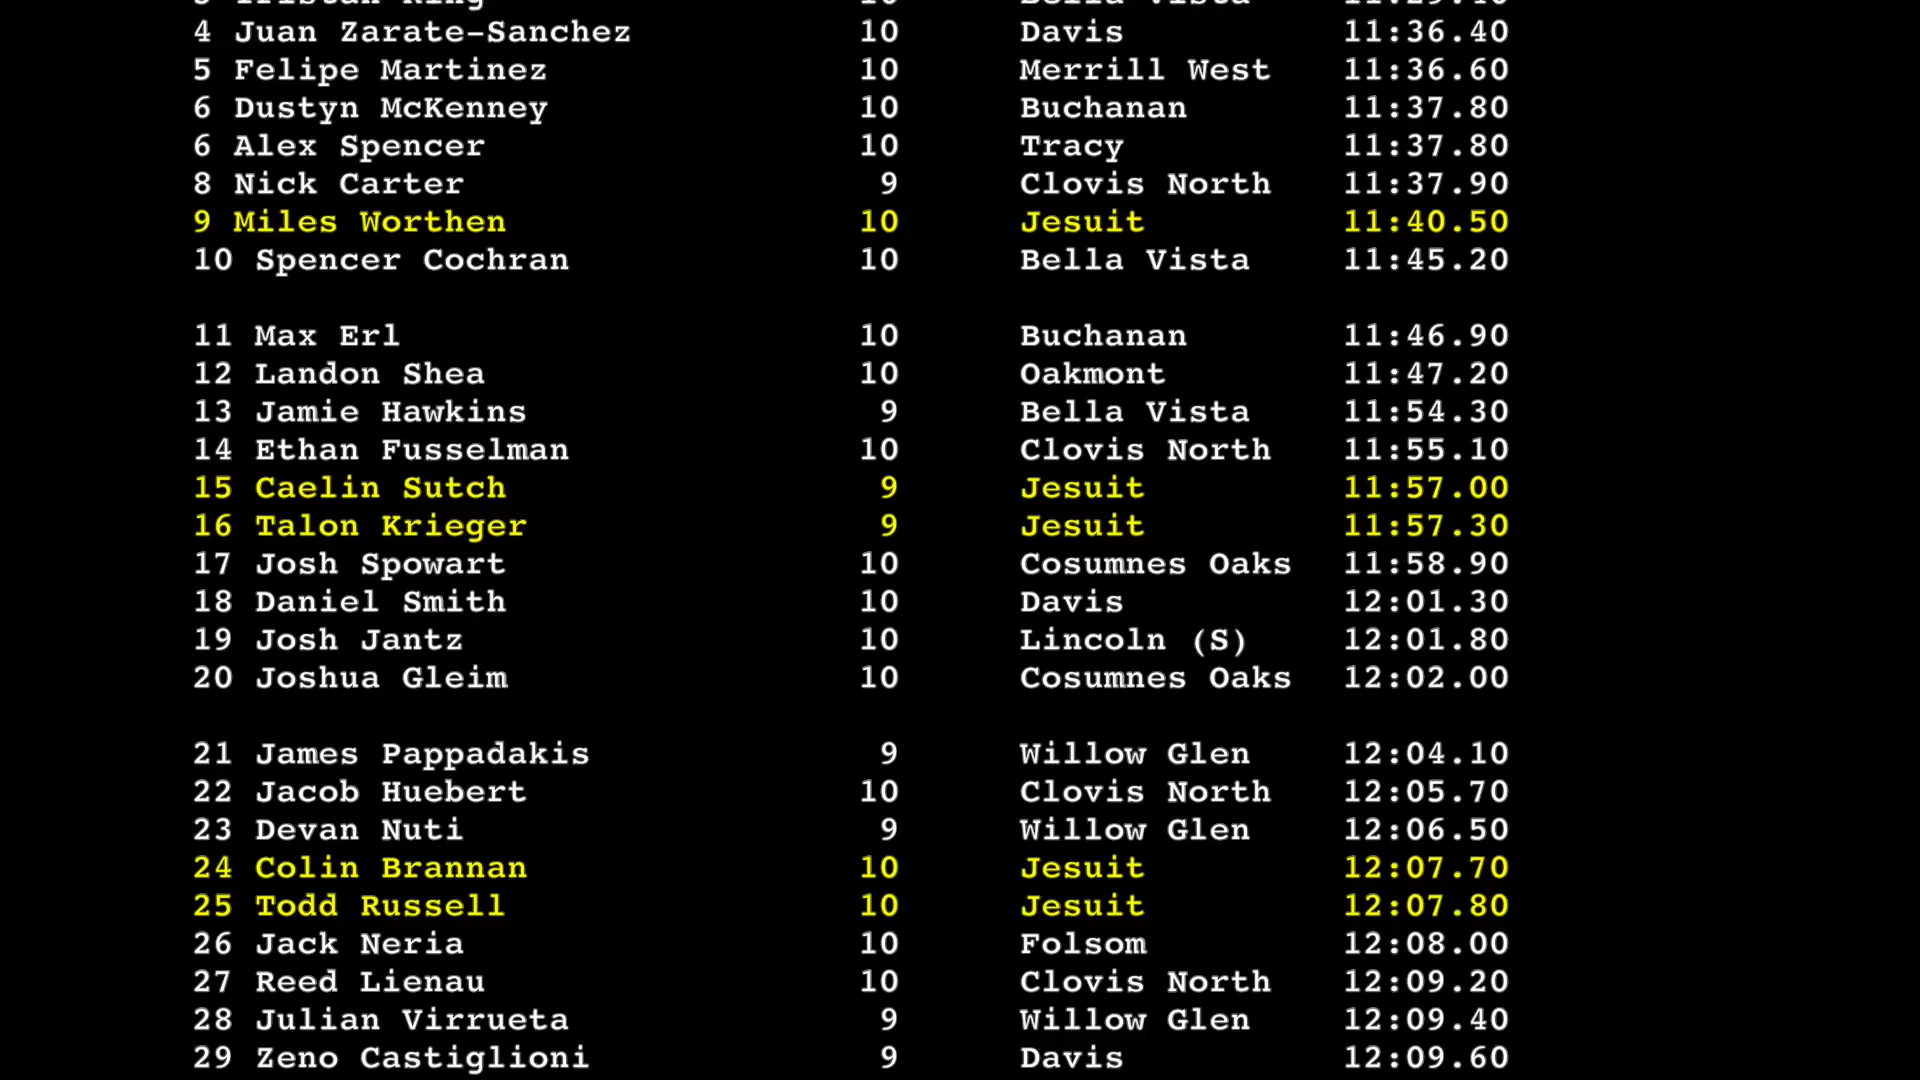 4 Juan Zarate-Sanchez 10 Davis 11:36.40
5 Felipe Martinez 10 Merrill West 11:36.60
6 Dustyn McKenney 10 Buchanan 11:37.80
6 Alex Spencer 10 Tracy 11:37.80
8 Nick Carter 9 Clovis North 11:37.90
9 Miles Worthen 10 Jesuit 11:40.50
10 Spencer Cochran 10 Bella Vista 11:45.20
11 Max Erl 10 Buchanan 11:46.90
12 Landon Shea 10 Oakmont 11:47.20
13 Jamie Hawkins 9 Bella Vista 11:54.30
14 Ethan Fusselman 10 Clovis North 11:55.10
15 Caelin Sutch 9 Jesuit 11:57.00
16 Talon Krieger 9 Jesuit 11:57.30
17 Josh Spowart 10 Cosumnes Oaks 11:58.90
18 Daniel Smith 10 Davis 12:01.30
19 Josh Jantz 10 Lincoln (S) 12:01.80
20 Joshua Gleim 10 Cosumnes Oaks 12:02.00
21 James Pappadakis 9 Willow Glen 12:04.10
22 Jacob Huebert 10 Clovis North 12:05.70
23 Devan Nuti 9 Willow Glen 12:06.50
24 Colin Brannan 10 Jesuit 12:07.70
25 Todd Russell 10 Jesuit 12:07.80
26 Jack Neria 10 Folsom 12:08.00
27 Reed Lienau 10 Clovis North 12:09.20
28 Julian Virrueta 9 Willow Glen 12:09.40
29 Zeno Castiglioni 9 Davis 12:09.60